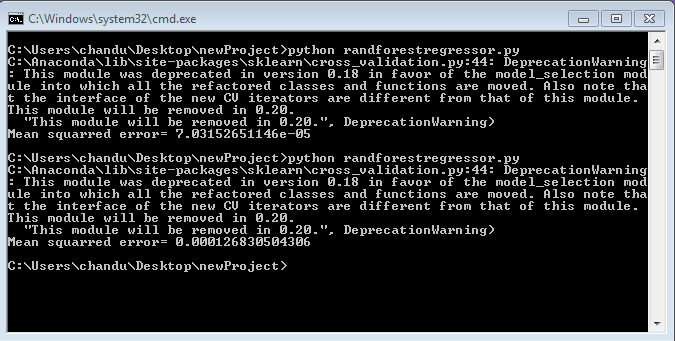 C:\Windows\system32\cmd.exe
C:\Users\chandu\Desktop\newProject>python randforestregressor.py
C:\Anaconda\lib\site-packages\sklearn\cross_validation.py:44: DeprecationWarning
: This module was deprecated in version 0.18 in favor of the model_selection mod
ule into which all the refactored classes and functions are moved. Also note tha
t the interface of the new CV iterators are different from that of this module.
This module will be removed in 0.20.
"This module will be removed in 0.20.", DeprecationWarning)
Mean squarred error= 7.03152651146e-05
C:\Users\chandu\Desktop\newProject>python randforestregressor.py
C:\Anaconda\lib\site-packages\sklearn\cross_validation.py:44: DeprecationWarning
: This module was deprecated in version 0.18 in favor of the model_selection mod
ule into which all the refactored classes and functions are moved. Also note tha
t the interface of the new CV iterators are different from that of this module.
This module will be removed in 0.20.
"This module will be removed in 0.20.", DeprecationWarning)
Mean squarred error= 0.000126830504306
C:\Users\chandu\Desktop\newProject>